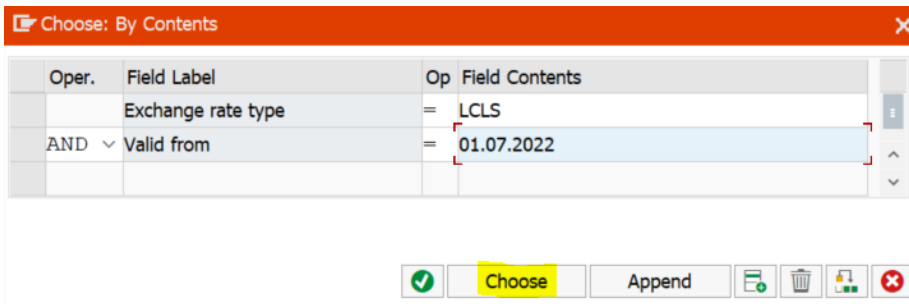 Choose: By Contents
Oper. Field Label Op Field Contents
Exchange rate type = LCLS
AND Valid from = 01.07.2022
Choose Append